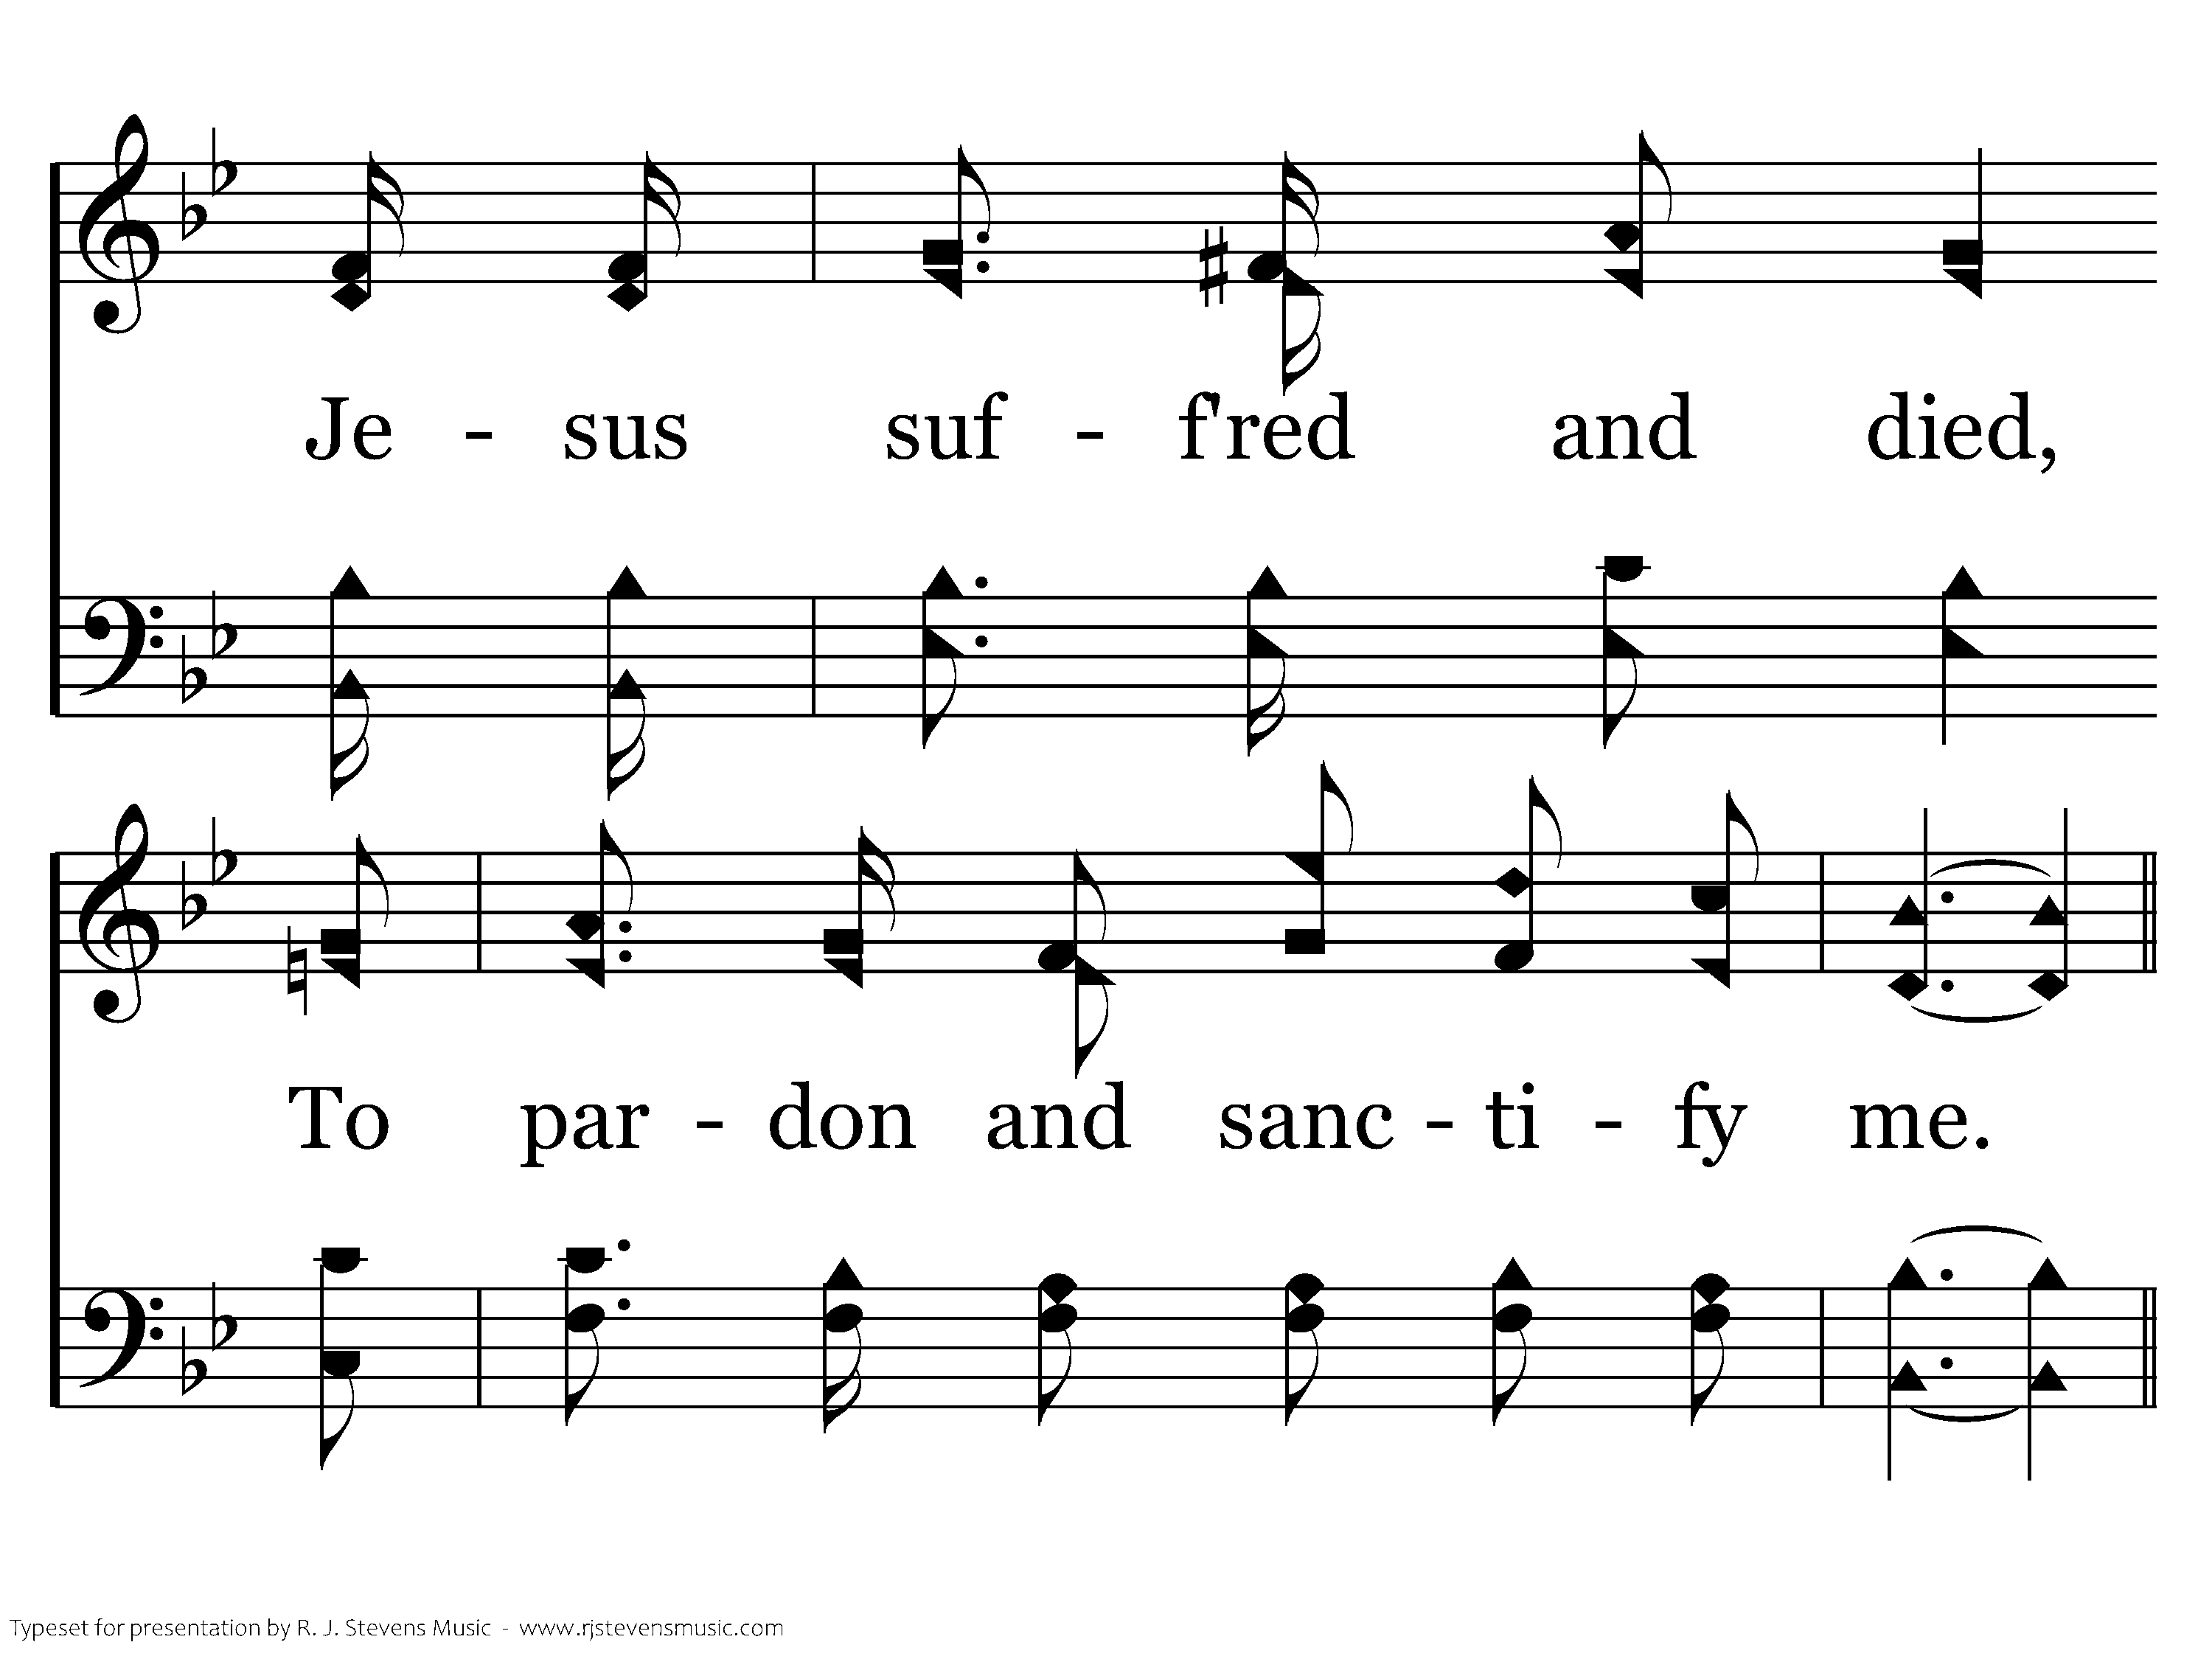 Je - sus suf - f'red and died,
To par - don and sanc - ti - fy me.
Typeset for presentation by R. J. Stevens Music - www.rjstevensmusic.com